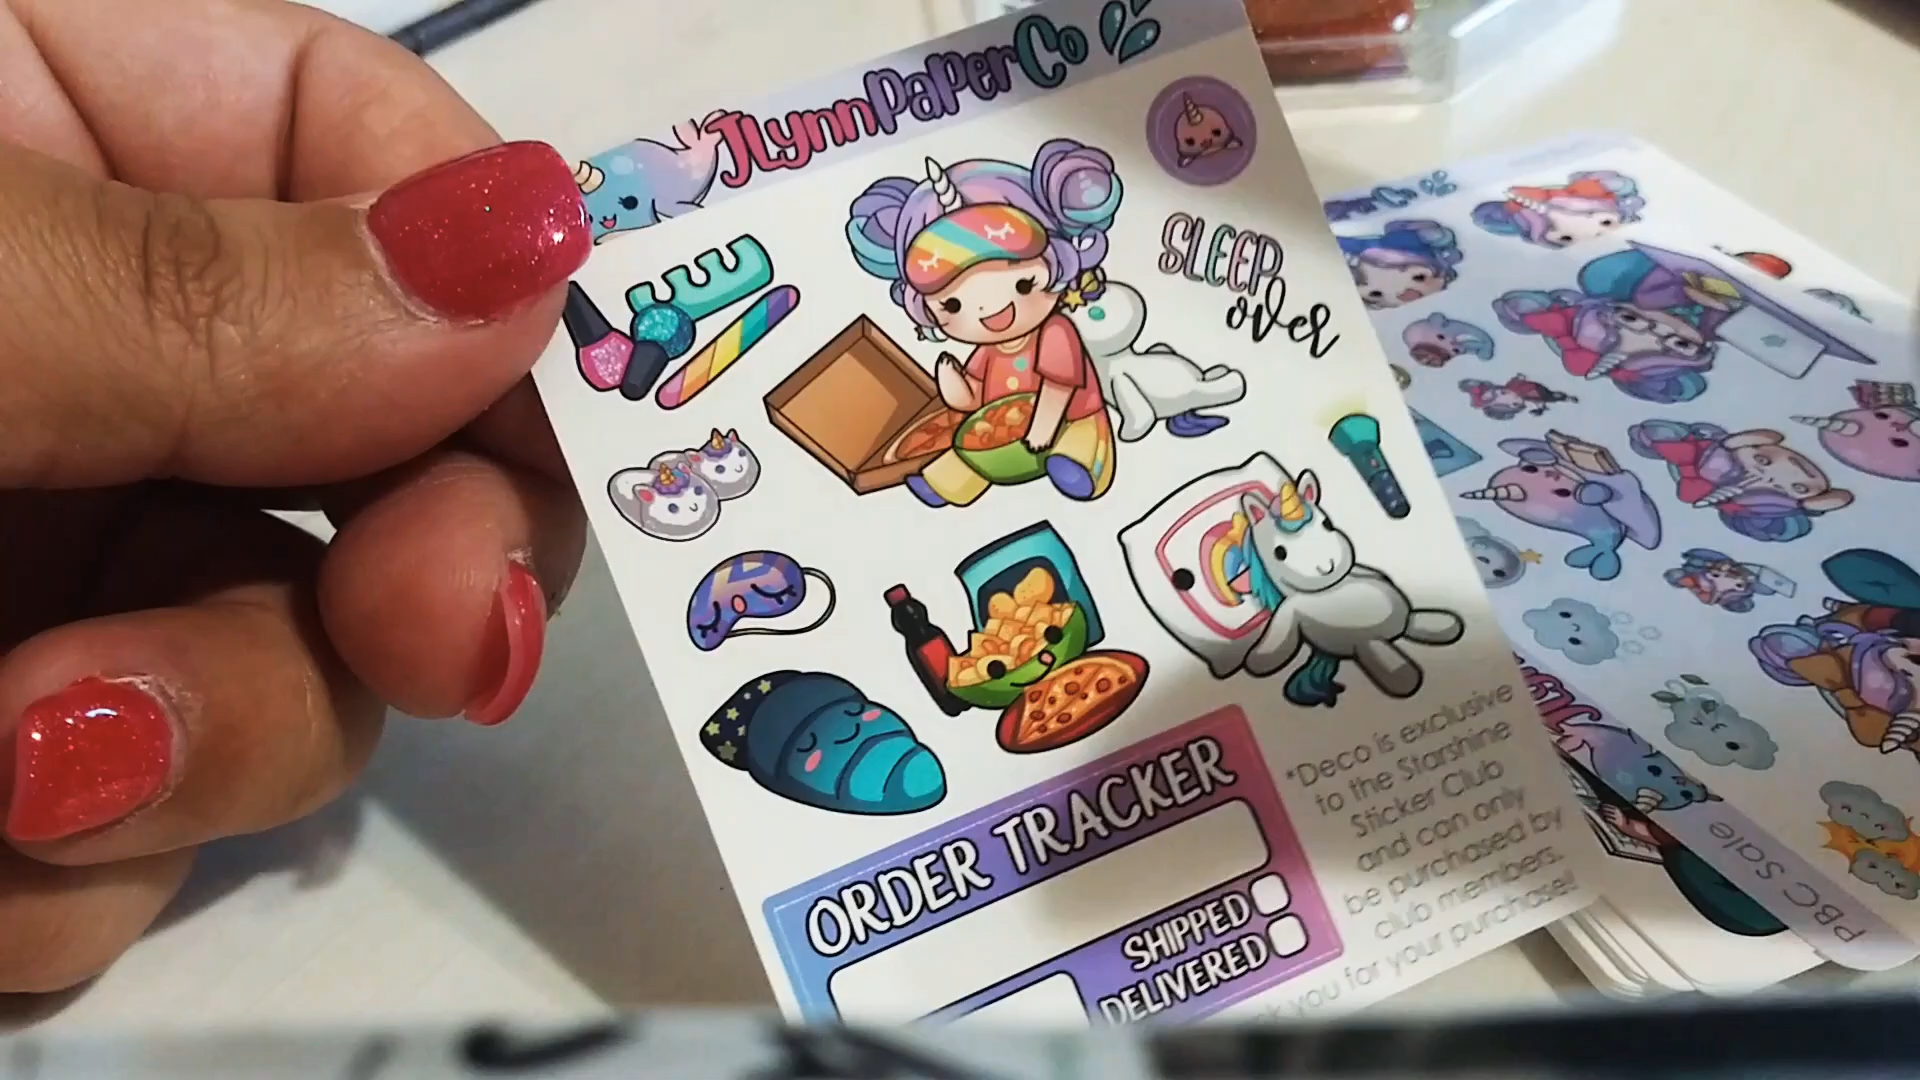 JLynnPaperCo
SLEEP
over
ORDER TRACKER
SHIPPED
DELIVERED
*Deco is exclusive
to the Starshine
Sticker Club
and can only
be purchased by
club members.
you for your purchase!
PBC Sale